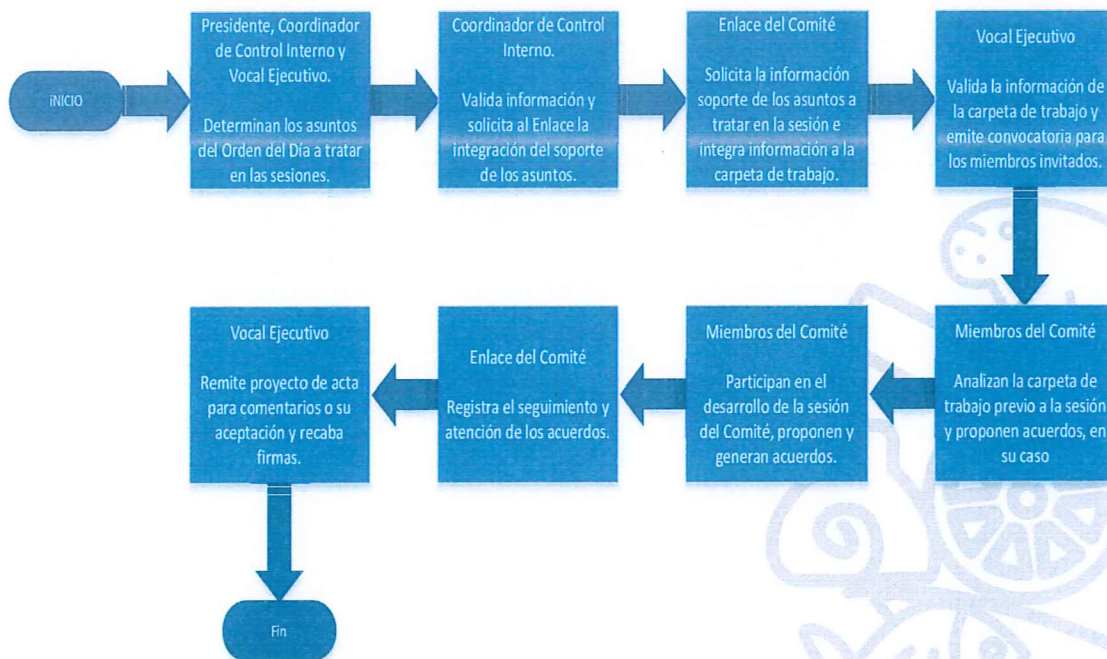 iNICIO
Presidente, Coordinador
de Control Interno y
Vocal Ejecutivo.
Determinan los asuntos
del Orden del Día a tratar
en las sesiones.
Coordinador de Control
Interno.
Valida información y
solicita al Enlace la
integración del soporte
de los asuntos.
Enlace del Comité
Solicita la información
soporte de los asuntos a
tratar en la sesión e
integra información a la
carpeta de trabajo.
Vocal Ejecutivo
Valida la información de
la carpeta de trabajo y
emite convocatoria para
los miembros invitados.
Miembros del Comité
Analizan la carpeta de
trabajo previo a la sesión
y proponen acuerdos, en
su caso
Miembros del Comité
Participan en el
desarrollo de la sesión
del Comité, proponen y
generan acuerdos.
Enlace del Comité
Registra el seguimiento y
atención de los acuerdos.
Vocal Ejecutivo
Remite proyecto de acta
para comentarios o su
aceptación y recaba
firmas.
Fin